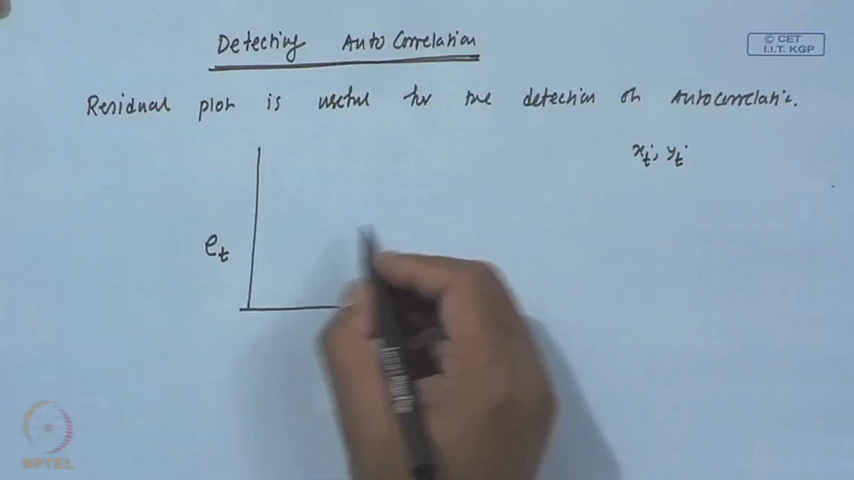 Detecting Auto Correlation
© CET
I.I.T. KGP
Residual plot is useful for the detection of Autocorrelation.
xt, yt
et
NPTEL